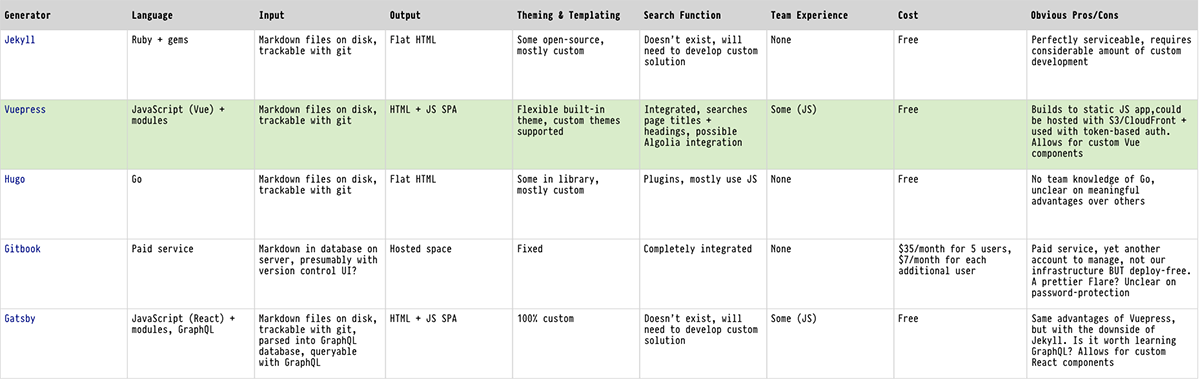 Generator Language Input Output Theming & Templating Search Function Team Experience Cost Obvious Pros/Cons
Jekyll
Ruby + gems
Markdown files on disk,
trackable with git
Flat HTML
Some open-source,
mostly custom
Doesn't exist, will
need to develop custom
solution
None
Free
Perfectly serviceable, requires
considerable amount of custom
development
Vuepress
JavaScript (Vue) +
modules
Markdown files on disk,
trackable with git
HTML + JS SPA
Flexible built-in
theme, custom themes
supported
Integrated, searches
page titles +
headings, possible
Algolia integration
Some (JS)
Free
Builds to static JS app,could
be hosted with S3/CloudFront +
used with token-based auth.
Allows for custom Vue
components
Hugo
Go
Markdown files on disk,
trackable with git
Flat HTML
Some in library,
mostly custom
Plugins, mostly use JS
None
Free
No team knowledge of Go,
unclear on meaningful
advantages over others
Gitbook
Paid service
Markdown in database on
server, presumably with
version control UI?
Hosted space
Fixed
Completely integrated
None
$35/month for 5 users,
$7/month for each
additional user
Paid service, yet another
account to manage, not our
infrastructure BUT deploy-free.
A prettier Flare? Unclear on
password-protection
Gatsby
JavaScript (React) +
modules, GraphQL
Markdown files on disk,
trackable with git,
parsed into GraphQL
database, queryable
with GraphQL
HTML + JS SPA
100% custom
Doesn't exist, will
need to develop custom
solution
Some (JS)
Free
Same advantages of Vuepress,
but with the downside of
Jekyll. Is it worth learning
GraphQL? Allows for custom
React components